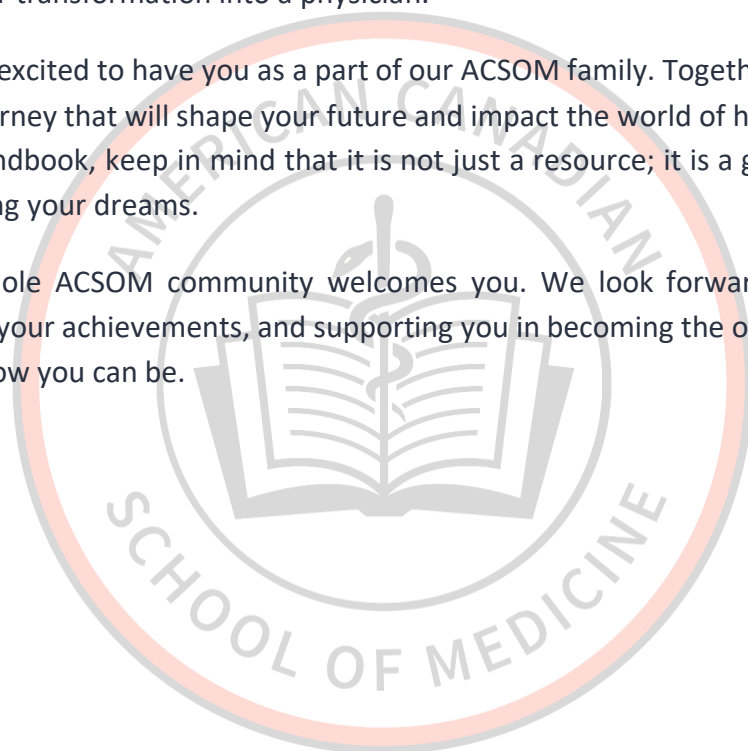 transformation into a physician.
excited to have you as a part of our ACSOM family. Togeth
rney that will shape your future and impact the world of h
ndbook, keep in mind that it is not just a resource; it is a g
ng your dreams.
ole ACSOM community welcomes you. We look forwar
your achievements, and supporting you in becoming the o
ow you can be.
AMERICAN CANADIAN
SCHOOL OF MEDICINE